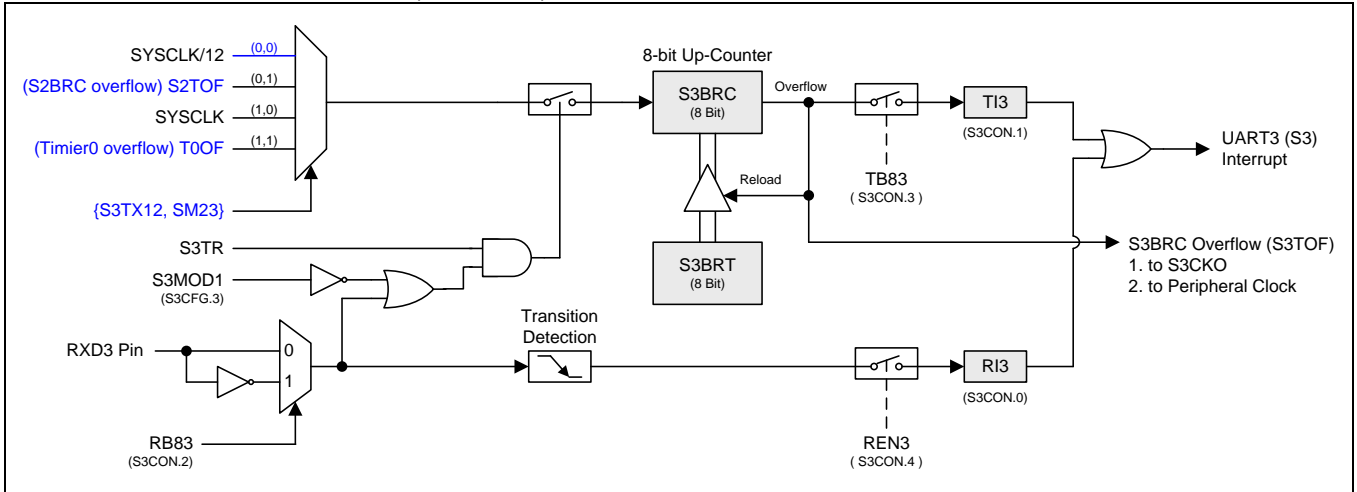 SYSCLK/12 (0,0)
(S2BRC overflow) S2TOF (0,1)
SYSCLK (1,0)
(Timier0 overflow) T0OF (1,1)
{S3TX12, SM23}
S3TR
S3MOD1
(S3CFG.3)
RXD3 Pin
0
1
RB83
(S3CON.2)
Transition
Detection
8-bit Up-Counter
S3BRC
(8 Bit)
Overflow
Reload
S3BRT
(8 Bit)
TB83
( S3CON.3 )
TI3
(S3CON.1)
REN3
( S3CON.4 )
RI3
(S3CON.0)
UART3 (S3)
Interrupt
S3BRC Overflow (S3TOF)
1. to S3CKO
2. to Peripheral Clock